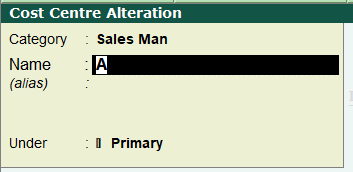 Cost Centre Alteration
Category : Sales Man
Name : A
(alias) :
Under : Primary